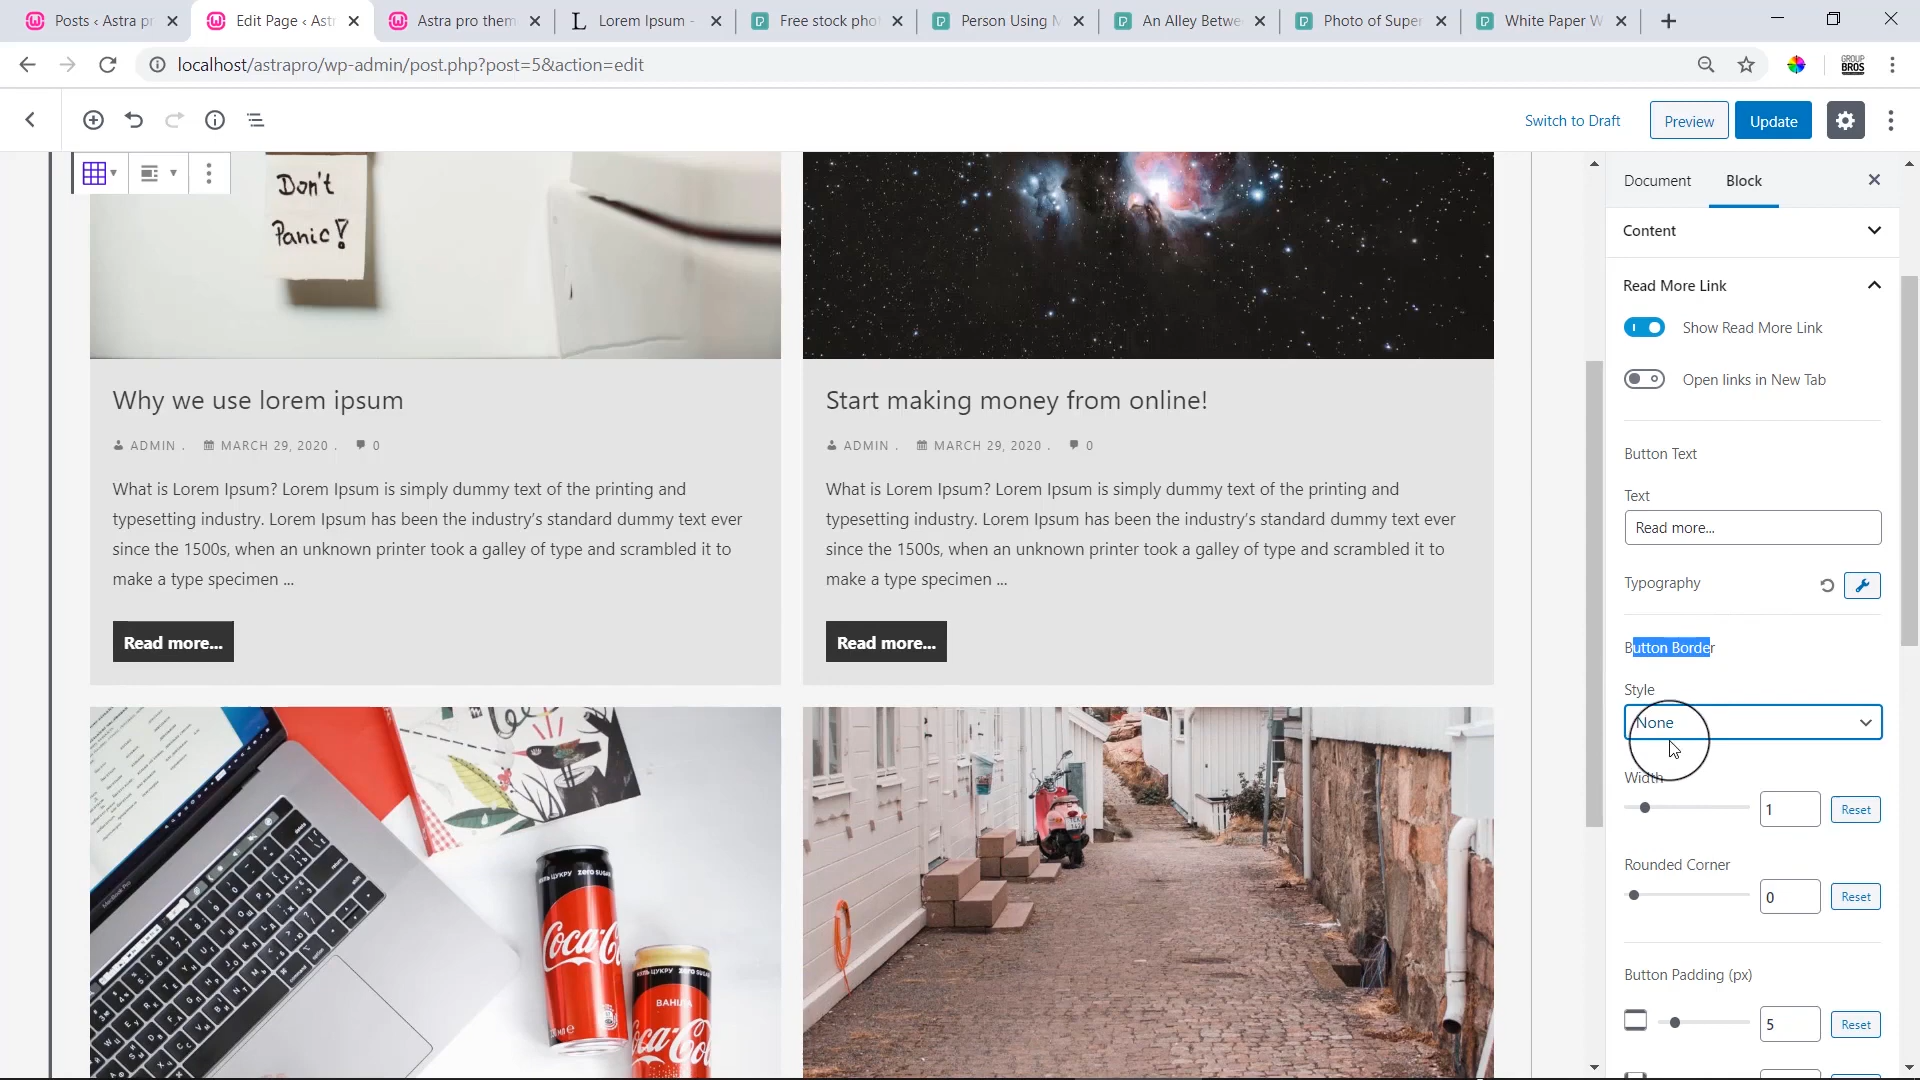 Posts ‹ Astra pr
Edit Page ‹ Ast
Astra pro them
Lorem Ipsum -
Free stock pho
Person Using M
An Alley Betwe
Photo of Super
White Paper W
localhost/astrapro/wp-admin/post.php?post=5&action=edit
GROUP
BROS
Switch to Draft
Preview
Update
Don't
Panic!
Document
Block
Content
Read More Link
Show Read More Link
Open links in New Tab
Why we use lorem ipsum
ADMIN . MARCH 29, 2020 . 0
What is Lorem Ipsum? Lorem Ipsum is simply dummy text of the printing and
typesetting industry. Lorem Ipsum has been the industry's standard dummy text ever
since the 1500s, when an unknown printer took a galley of type and scrambled it to
make a type specimen ...
Read more...
Start making money from online!
ADMIN . MARCH 29, 2020 . 0
What is Lorem Ipsum? Lorem Ipsum is simply dummy text of the printing and
typesetting industry. Lorem Ipsum has been the industry's standard dummy text ever
since the 1500s, when an unknown printer took a galley of type and scrambled it to
make a type specimen ...
Read more...
Button Text
Text
Read more...
Typography
Button Border
Style
None
Width
1
Reset
Rounded Corner
0
Reset
Button Padding (px)
5
Reset
Coca-C
ВАНІЛА
Coca-Co